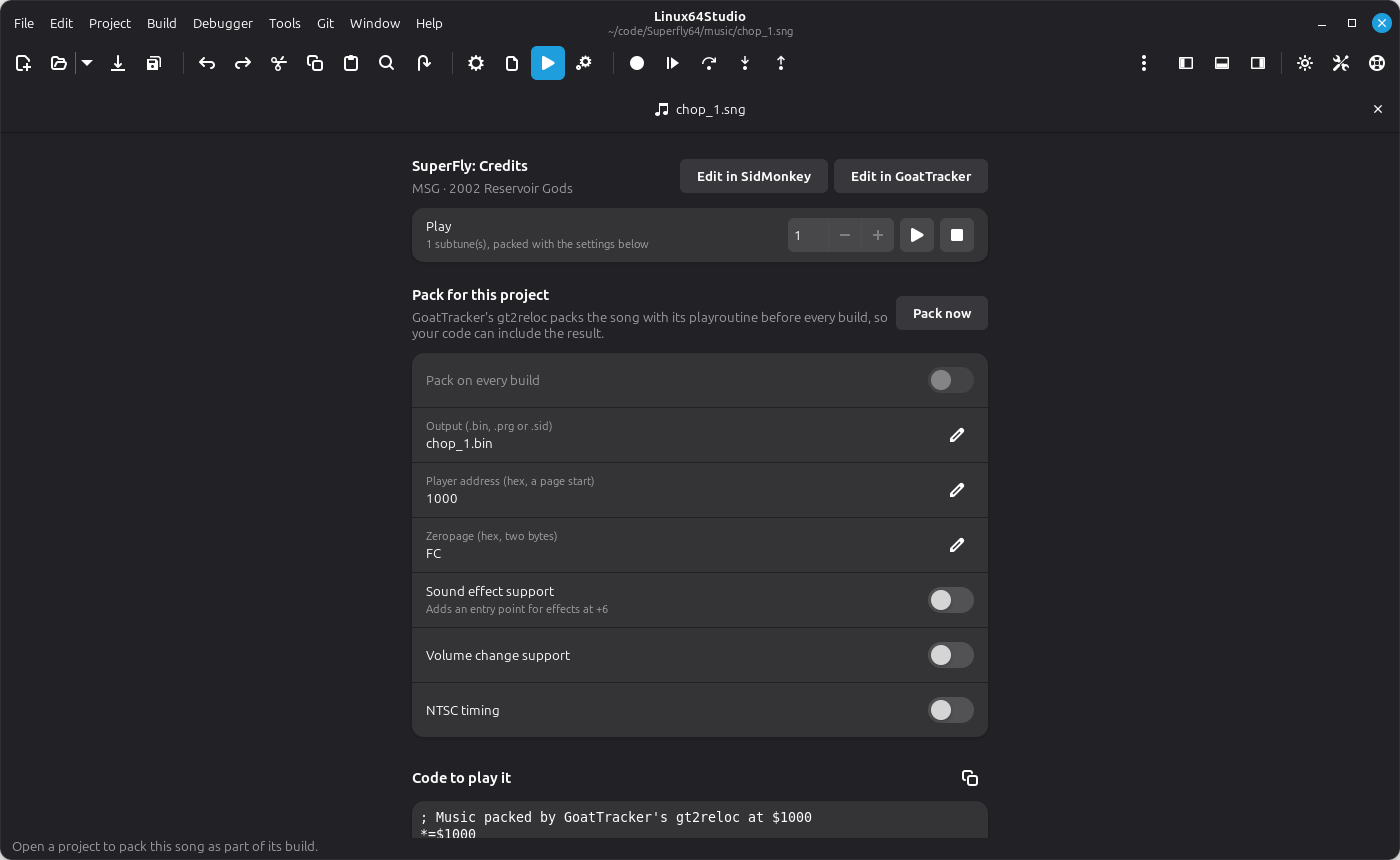 File Edit Project Build Debugger Tools Git Window Help
Linux64Studio
~/code/Superfly64/music/chop_1.sng
chop_1.sng
SuperFly: Credits
MSG · 2002 Reservoir Gods
Edit in SidMonkey
Edit in GoatTracker
Play
1 subtune(s), packed with the settings below
1
Pack for this project
GoatTracker's gt2reloc packs the song with its playroutine before every build, so
your code can include the result.
Pack now
Pack on every build
Output (.bin, .prg or .sid)
chop_1.bin
Player address (hex, a page start)
1000
Zeropage (hex, two bytes)
FC
Sound effect support
Adds an entry point for effects at +6
Volume change support
NTSC timing
Code to play it
; Music packed by GoatTracker's gt2reloc at $1000
*=$1000
Open a project to pack this song as part of its build.